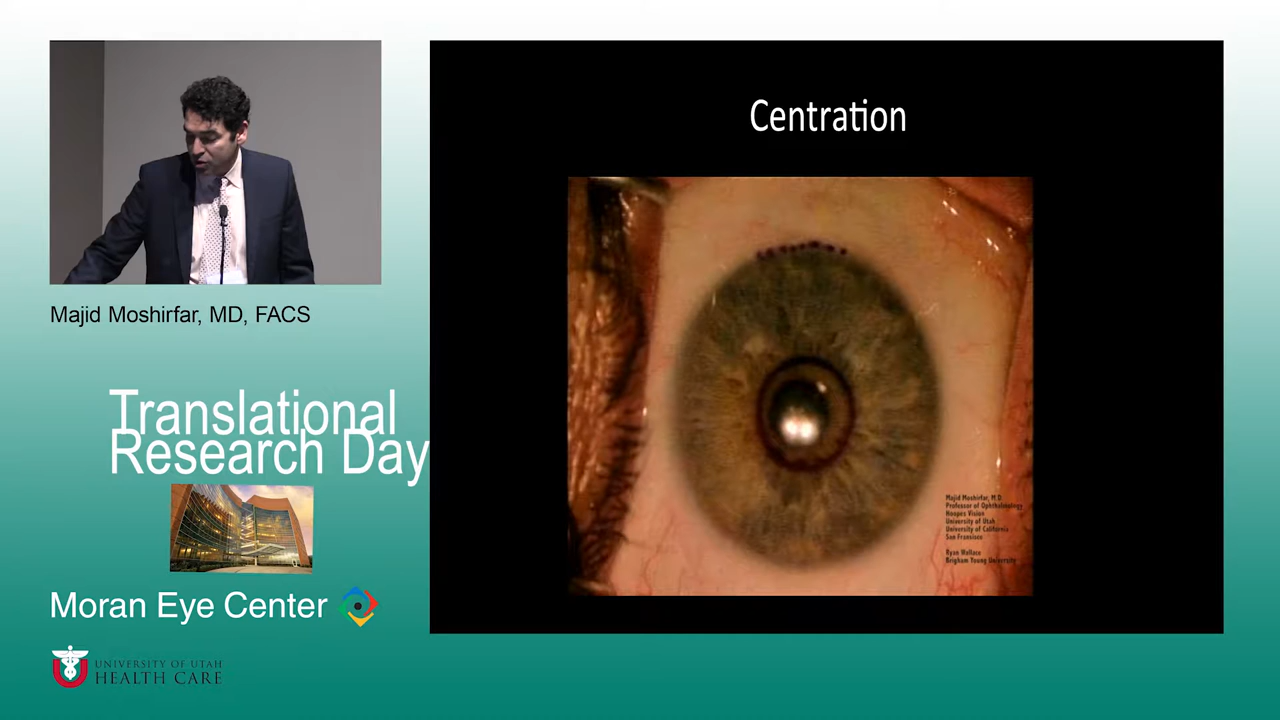 Majid Moshirfar, MD, FACS
Translational
Research Day
Moran Eye Center
UNIVERSITY OF UTAH
HEALTH CARE
Centration
Majid Moshirfar, M.D.
Professor of Ophthalmology
Hoopes Vision
University of Utah
University of California
San Fransisco
Ryan Wallace
Brigham Young University